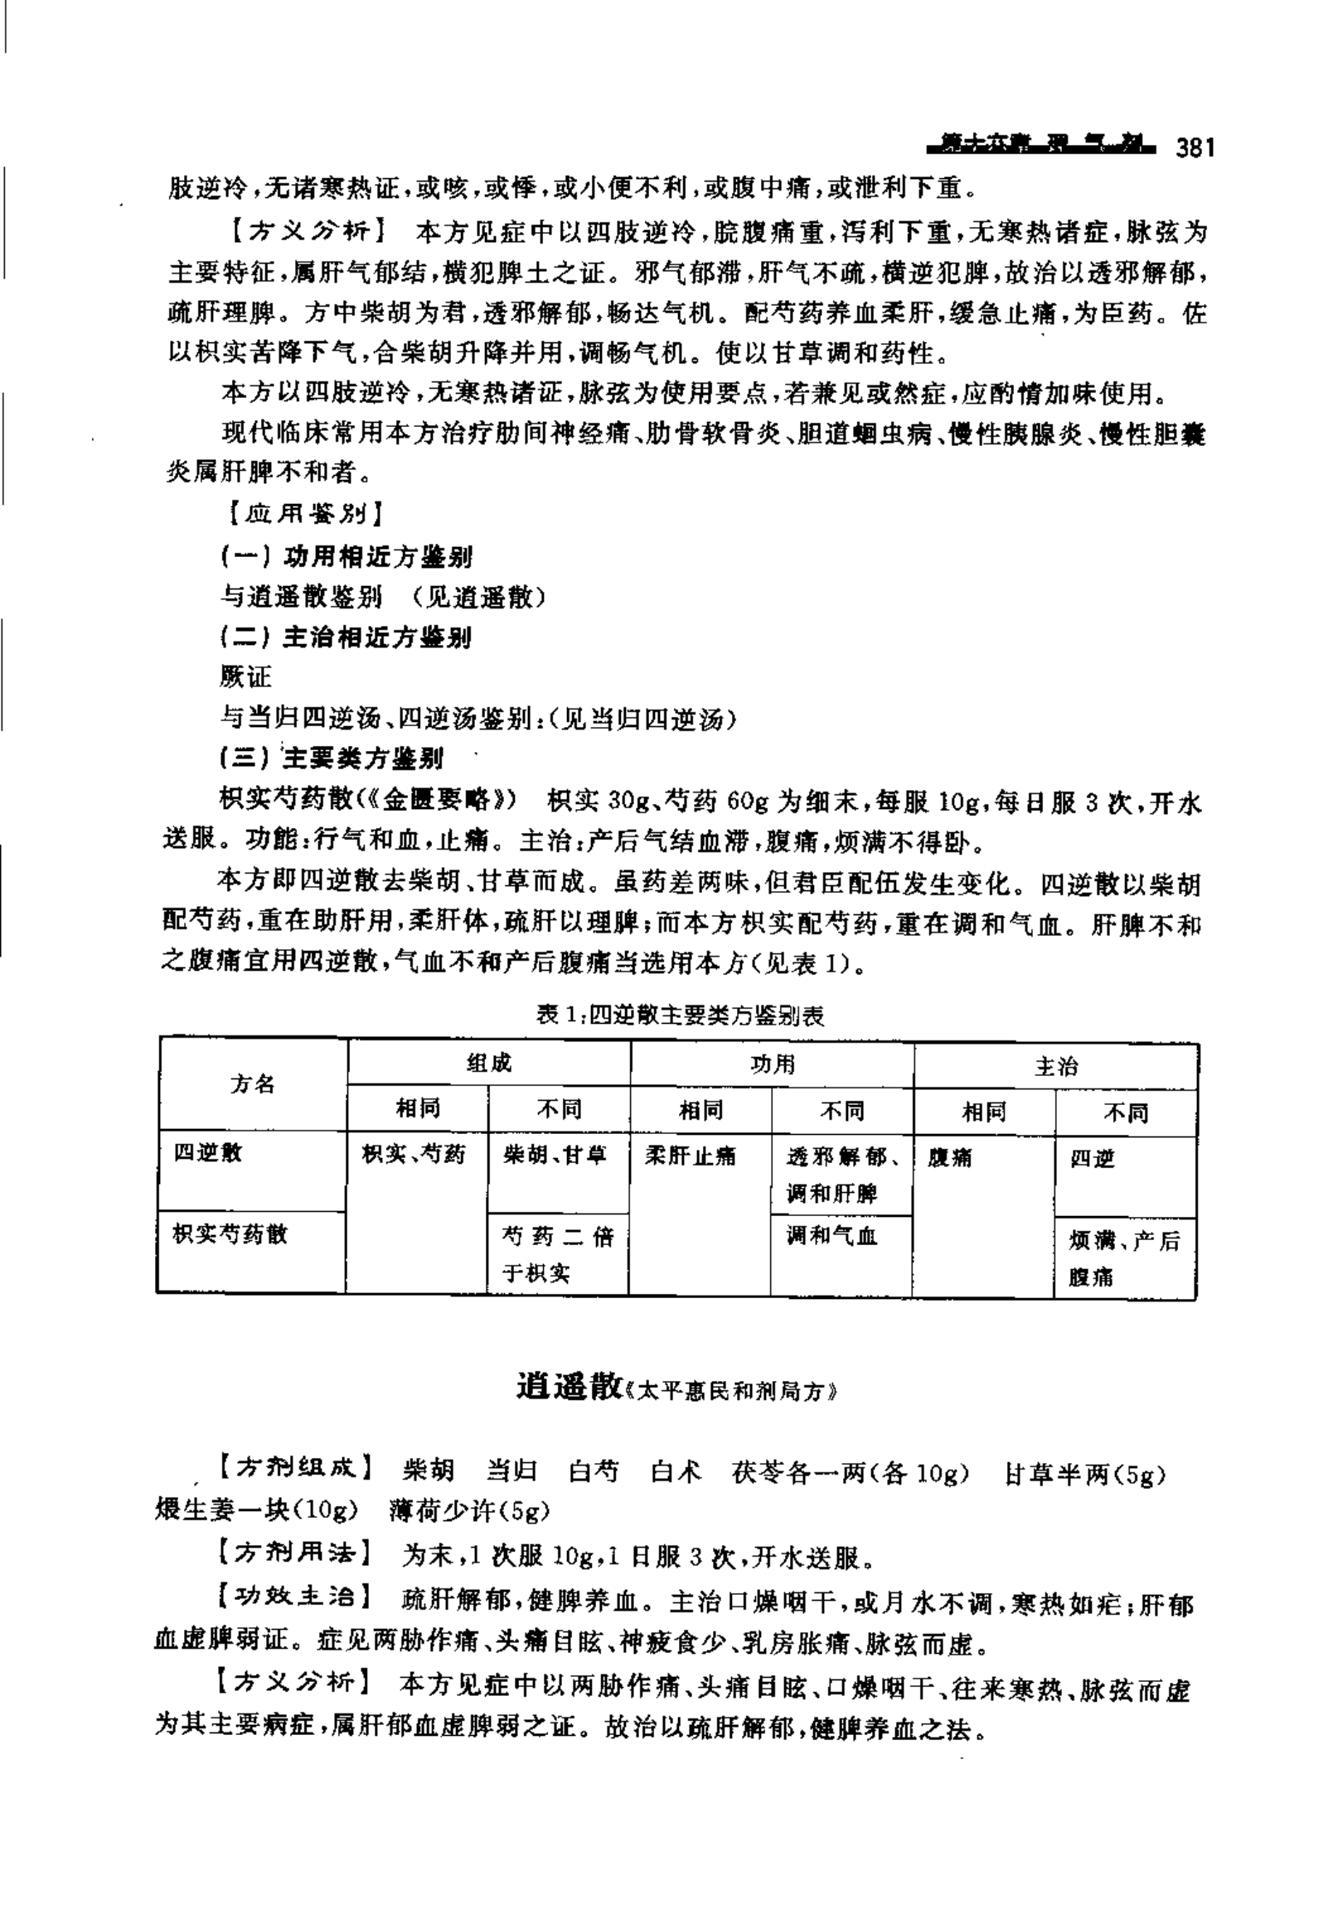 第十六章 理气剂 381
肢逆冷,无诸寒热证,或咳,或悸,或小便不利,或腹中痛,或泄利下重。
【方义分析】 本方见症中以四肢逆冷,脘腹痛重,泻利下重,无寒热诸症,脉弦为
主要特征,属肝气郁结,横犯脾土之证。邪气郁滞,肝气不疏,横逆犯脾,故治以透邪解郁,
疏肝理脾。方中柴胡为君,透邪解郁,畅达气机。配芍药养血柔肝,缓急止痛,为臣药。佐
以枳实苦降下气,合柴胡升降并用,调畅气机。使以甘草调和药性。
本方以四肢逆冷,无寒热诸证,脉弦为使用要点,若兼见或然症,应酌情加味使用。
现代临床常用本方治疗肋间神经痛、肋骨软骨炎、胆道蛔虫病、慢性胰腺炎、慢性胆囊
炎属肝脾不和者。
【应用鉴别】
(一) 功用相近方鉴别
与逍遥散鉴别 (见逍遥散)
(二) 主治相近方鉴别
厥证
与当归四逆汤、四逆汤鉴别:(见当归四逆汤)
(三) 主要类方鉴别
枳实芍药散(《金匮要略》) 枳实 30g、芍药 60g 为细末,每服 10g,每日服 3 次,开水
送服。功能:行气和血,止痛。主治:产后气结血滞,腹痛,烦满不得卧。
本方即四逆散去柴胡、甘草而成。虽药差两味,但君臣配伍发生变化。四逆散以柴胡
配芍药,重在助肝用,柔肝体,疏肝以理脾;而本方枳实配芍药,重在调和气血。肝脾不和
之腹痛宜用四逆散,气血不和产后腹痛当选用本方(见表 1)。
表 1:四逆散主要类方鉴别表
方名 组成 功用 主治
相同 不同 相同 不同 相同 不同
四逆散 枳实、芍药 柴胡、甘草 柔肝止痛 透邪解郁、 腹痛 四逆
调和肝脾
枳实芍药散 芍药二倍 调和气血 烦满、产后
于枳实 腹痛
逍遥散《太平惠民和剂局方》
【方剂组成】 柴胡 当归 白芍 白术 茯苓各一两(各 10g) 甘草半两(5g)
煨生姜一块(10g) 薄荷少许(5g)
【方剂用法】 为末,1 次服 10g,1 日服 3 次,开水送服。
【功效主治】 疏肝解郁,健脾养血。主治口燥咽干,或月水不调,寒热如疟;肝郁
血虚脾弱证。症见两胁作痛、头痛目眩、神疲食少、乳房胀痛、脉弦而虚。
【方义分析】 本方见症中以两胁作痛、头痛目眩、口燥咽干、往来寒热、脉弦而虚
为其主要病症,属肝郁血虚脾弱之证。故治以疏肝解郁,健脾养血之法。